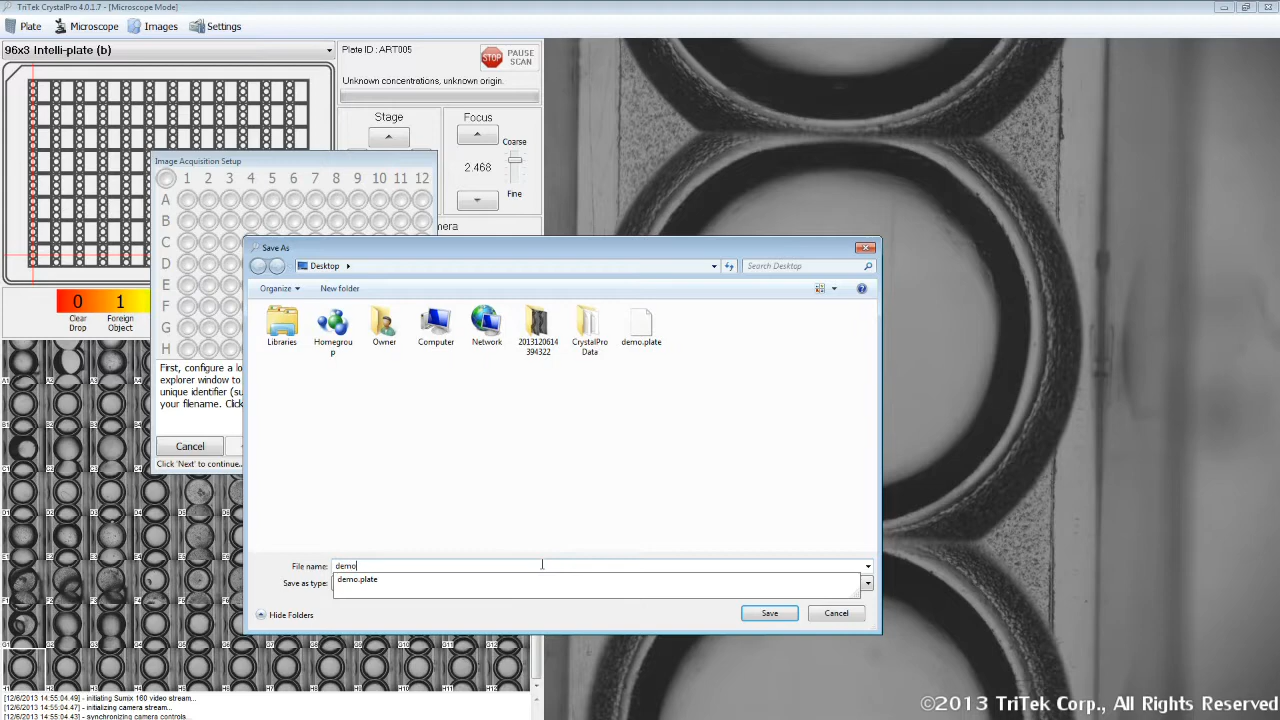 TriTek CrystalPro 4.0.1.7 - [Microscope Mode]
Plate Microscope Images Settings
96x3 Intelli-plate (b)
Plate ID : ART005
STOP PAUSE SCAN
Unknown concentrations, unknown origin.
Stage Focus
Coarse
2.468
Fine
Image Acquisition Setup
1 2 3 4 5 6 7 8 9 10 11 12
A
B
C
D
E
F
G
H
mera
0 1
Clear Drop
Foreign Object
First, configure a lo
explorer window to
unique identifier (su
your filename. Click
Cancel
Click 'Next' to continue..
Save As
Desktop
Search Desktop
Organize New folder
Libraries
Homegrou
p
Owner
Computer
Network
2013120614
394322
CrystalPro
Data
demo.plate
File name: demo
demo.plate
Save as type:
Hide Folders
Save Cancel
[12/6/2013 14:55.04.49] - initiating Sumix 160 video stream...
[12/6/2013 14:55.04.47] - initializing camera stream...
[12/6/2013 14:55.04.43] - synchronizing camera controls...
©2013 TriTek Corp., All Rights Reserved